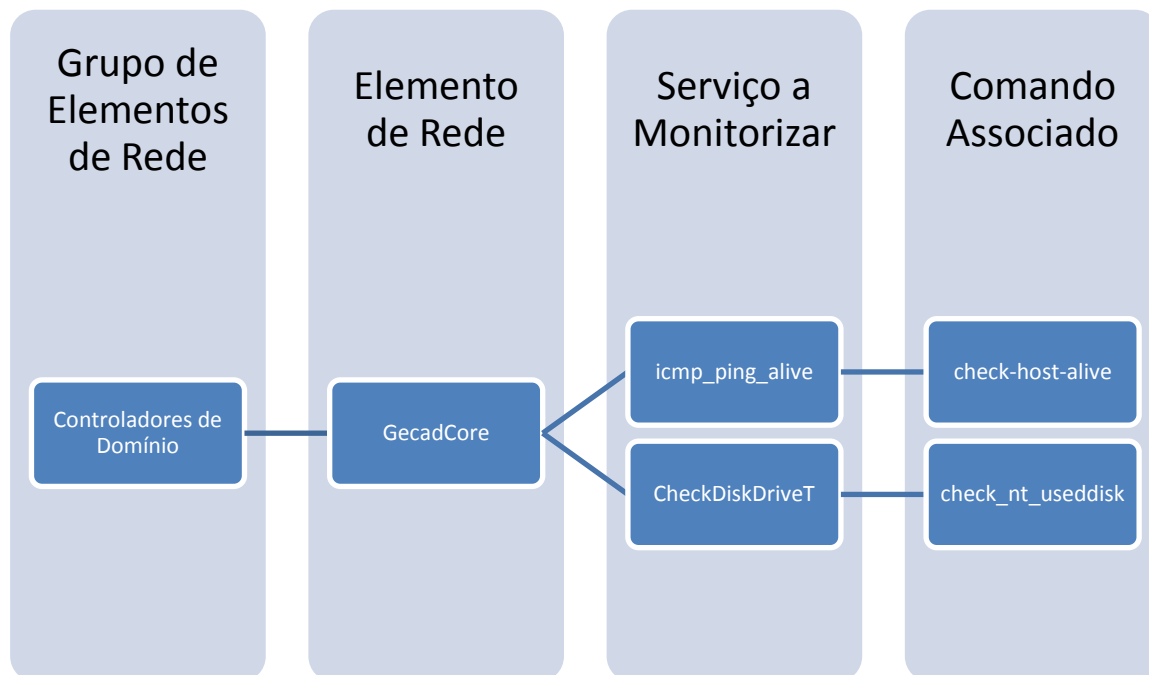 Grupo de
Elementos
de Rede
Elemento
de Rede
Serviço a
Monitorizar
Comando
Associado
Controladores de
Domínio
GecadCore
icmp_ping_alive
check-host-alive
CheckDiskDriveT
check_nt_useddisk